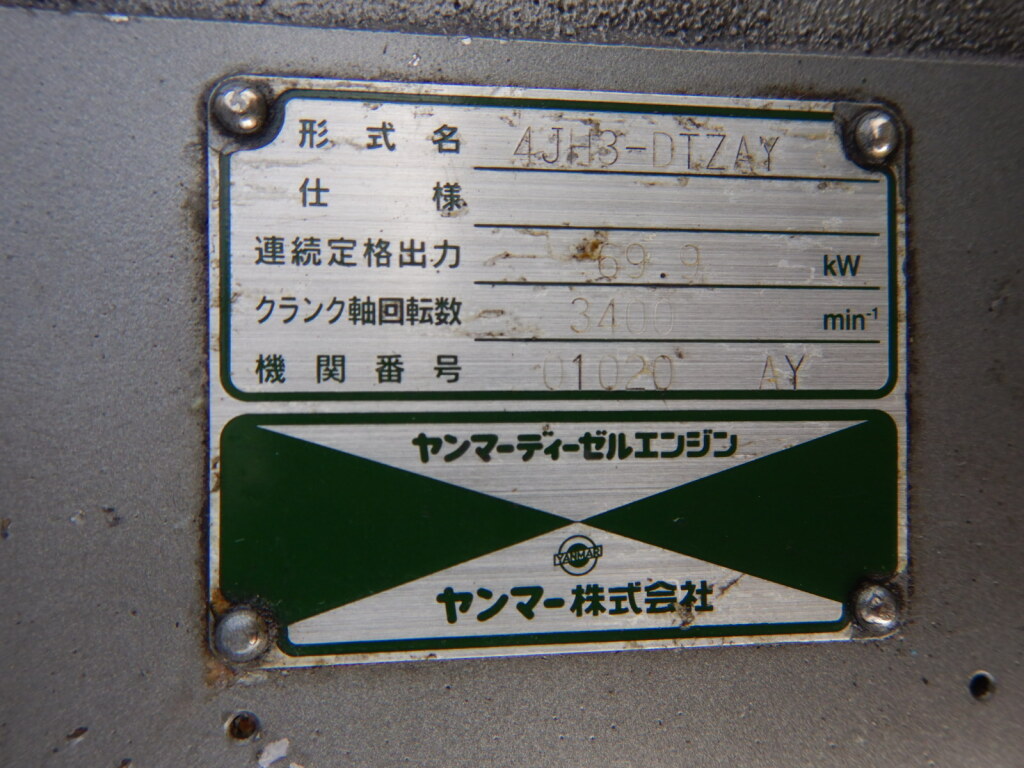 形式名 4JH3-DTZAY
仕様
連続定格出力 69.9 kW
クランク軸回転数 3400 min⁻¹
機関番号 01020 AY
ヤンマーディーゼルエンジン
YANMAR
ヤンマー株式会社